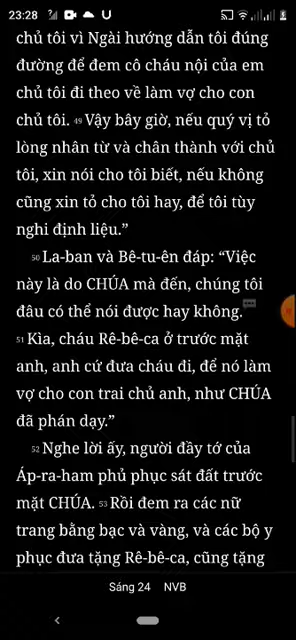 23:28
chủ tôi vì Ngài hướng dẫn tôi đúng
đường để đem cô cháu nội của em
chủ tôi đi theo về làm vợ cho con
chủ tôi. 49 Vậy bây giờ, nếu quý vị tỏ
lòng nhân từ và chân thành với chủ
tôi, xin nói cho tôi biết, nếu không
cũng xin tỏ cho tôi hay, để tôi tùy
nghi định liệu.”
50 La-ban và Bê-tu-ên đáp: “Việc
này là do CHÚA mà đến, chúng tôi
đâu có thể nói được hay không.
51 Kìa, cháu Rê-bê-ca ở trước mặt
anh, anh cứ đưa cháu đi, để nó làm
vợ cho con trai chủ anh, như CHÚA
đã phán dạy.”
52 Nghe lời ấy, người đầy tớ của
Áp-ra-ham phủ phục sát đất trước
mặt CHÚA. 53 Rồi đem ra các nữ
trang bằng bạc và vàng, và các bộ y
phục đưa tặng Rê-bê-ca, cũng tặng
Sáng 24 NVB